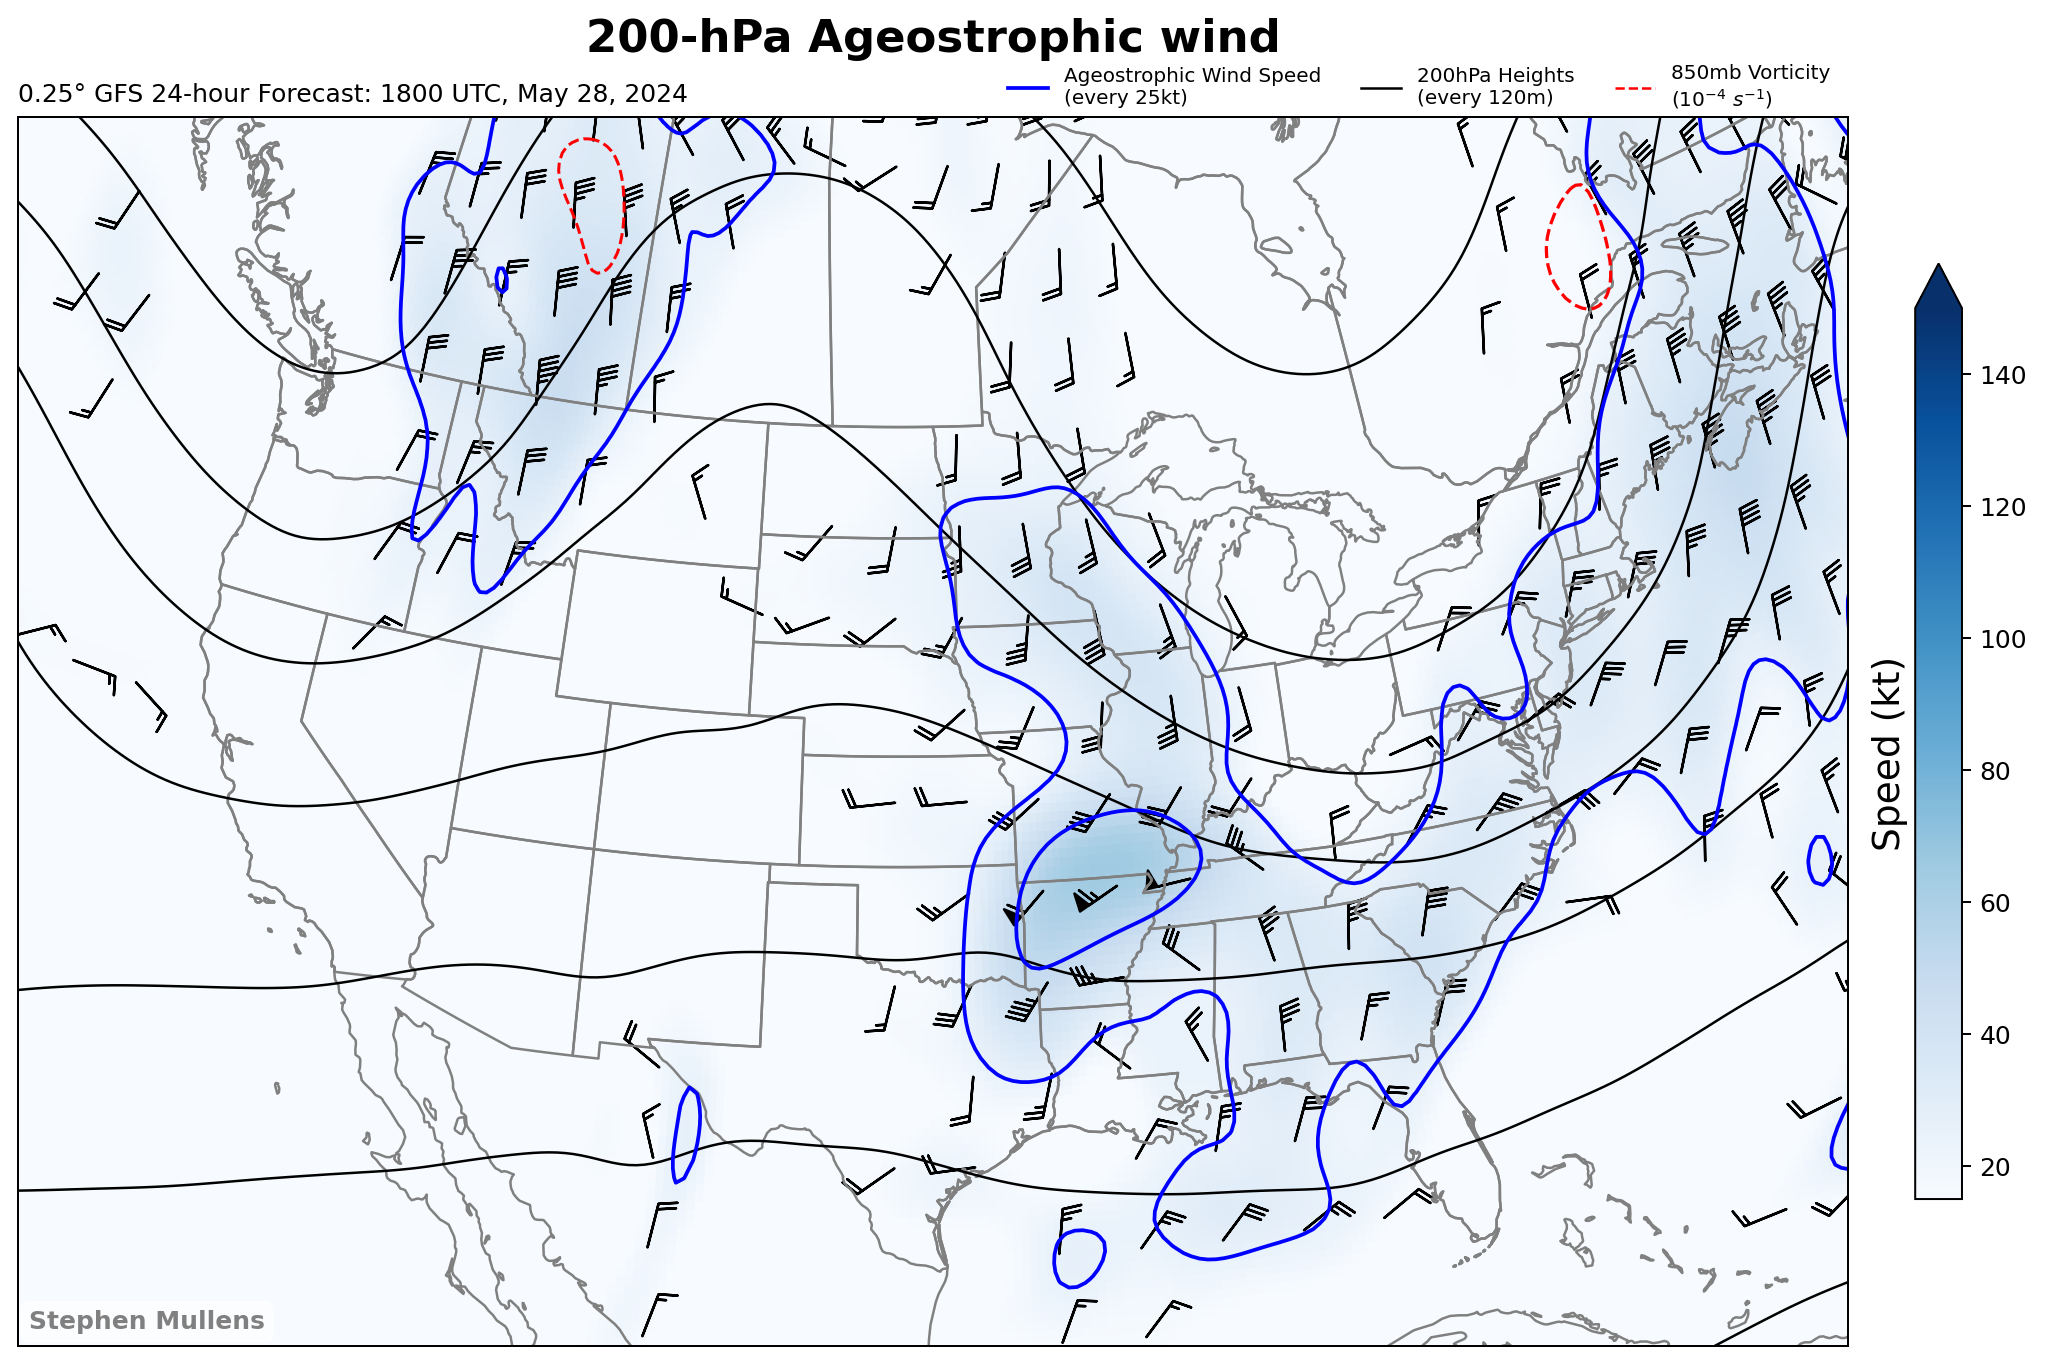 200-hPa Ageostrophic wind
0.25° GFS 24-hour Forecast: 1800 UTC, May 28, 2024
Ageostrophic Wind Speed
(every 25kt)
200hPa Heights
(every 120m)
850mb Vorticity
(10⁻⁴ s⁻¹)
140
120
100
80
60
40
20
Speed (kt)
Stephen Mullens